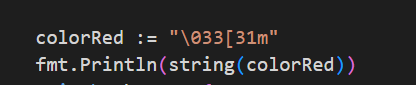 colorRed := "\033[31m"
fmt.Println(string(colorRed))